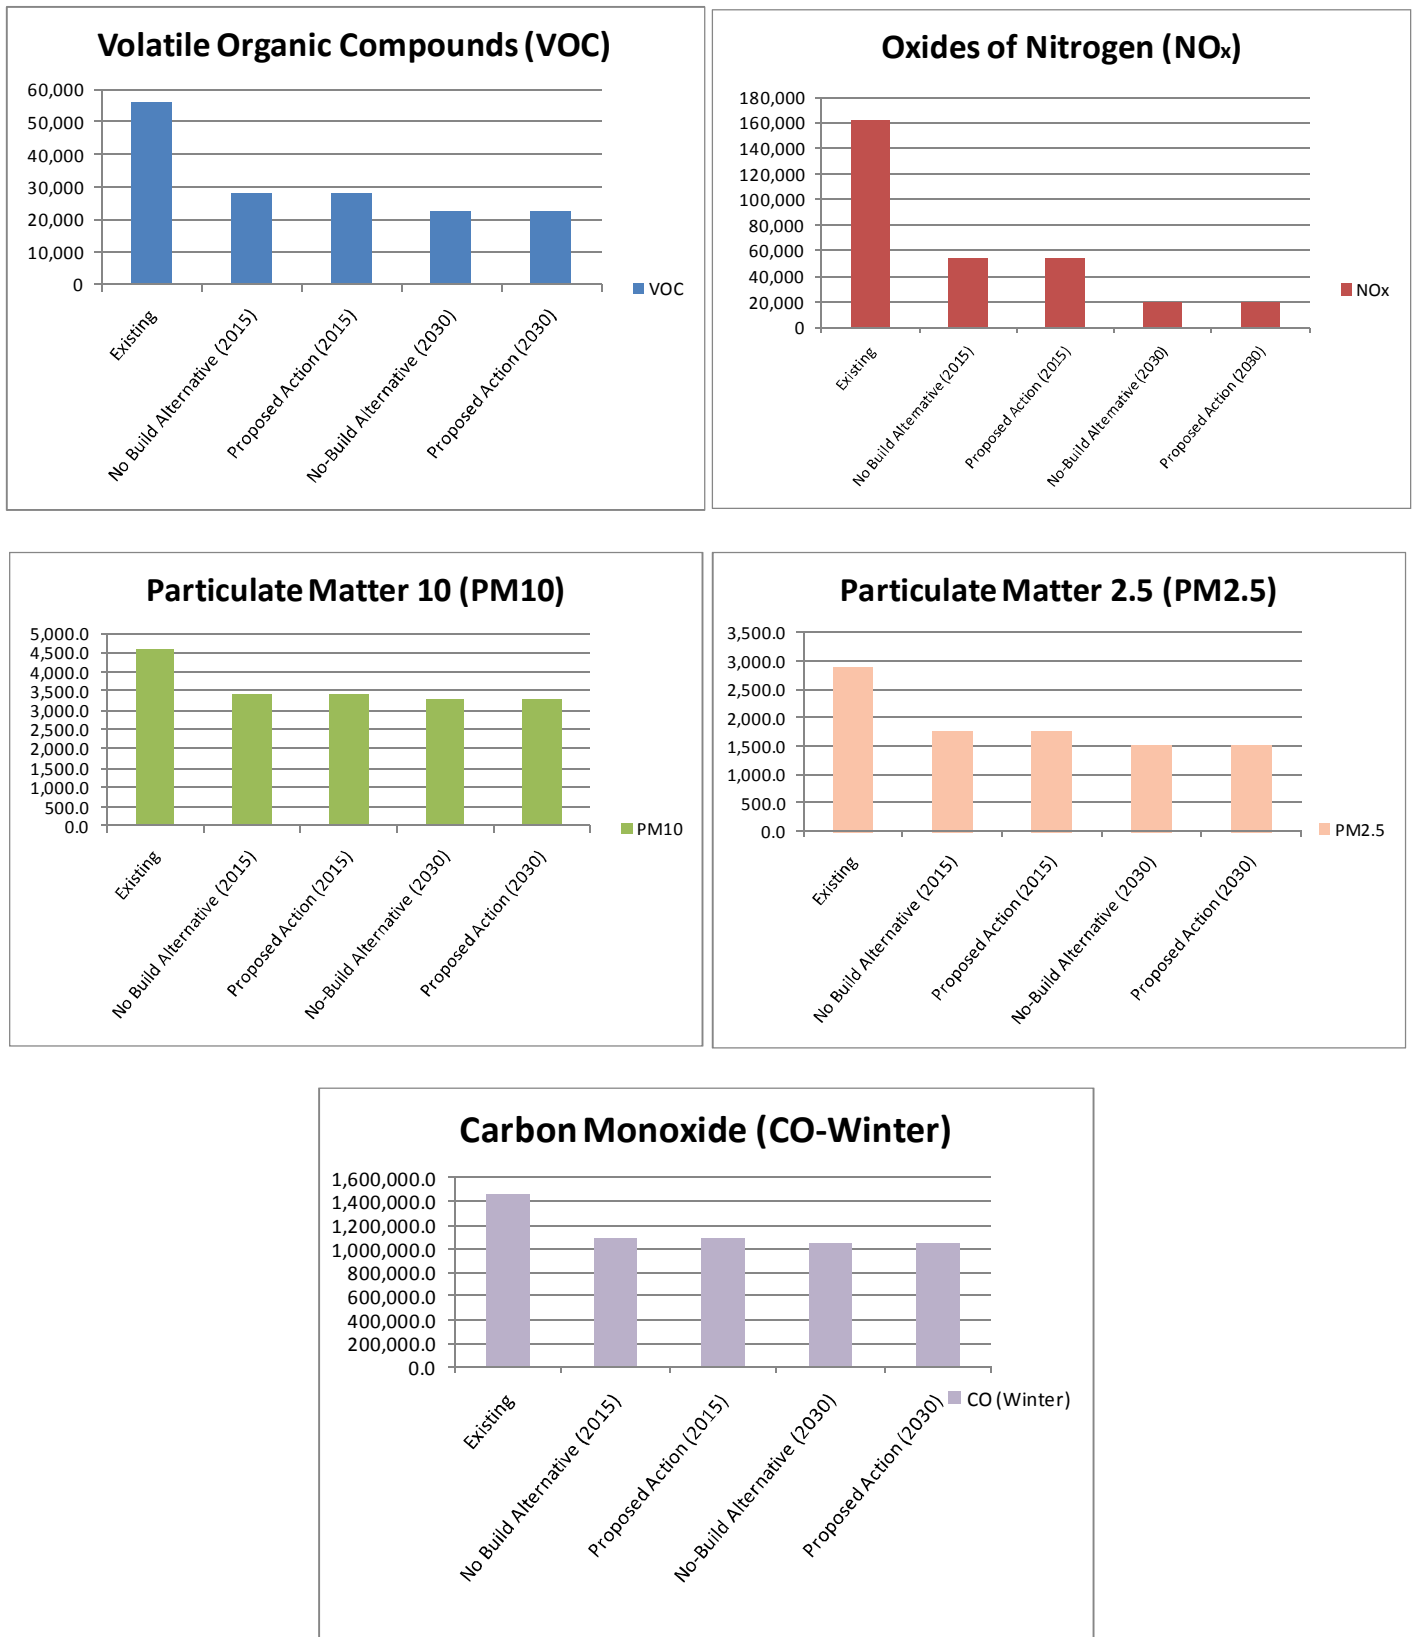 Volatile Organic Compounds (VOC)
60,000
50,000
40,000
30,000
20,000
10,000
0
VOC
Existing
No Build Alternative (2015)
Proposed Action (2015)
No-Build Alternative (2030)
Proposed Action (2030)
Oxides of Nitrogen (NOx)
180,000
160,000
140,000
120,000
100,000
80,000
60,000
40,000
20,000
0
NOx
Existing
No Build Alternative (2015)
Proposed Action (2015)
No-Build Alternative (2030)
Proposed Action (2030)
Particulate Matter 10 (PM10)
5,000.0
4,500.0
4,000.0
3,500.0
3,000.0
2,500.0
2,000.0
1,500.0
1,000.0
500.0
0.0
PM10
Existing
No Build Alternative (2015)
Proposed Action (2015)
No-Build Alternative (2030)
Proposed Action (2030)
Particulate Matter 2.5 (PM2.5)
3,500.0
3,000.0
2,500.0
2,000.0
1,500.0
1,000.0
500.0
0.0
PM2.5
Existing
No Build Alternative (2015)
Proposed Action (2015)
No-Build Alternative (2030)
Proposed Action (2030)
Carbon Monoxide (CO-Winter)
1,600,000.0
1,400,000.0
1,200,000.0
1,000,000.0
800,000.0
600,000.0
400,000.0
200,000.0
0.0
CO (Winter)
Existing
No Build Alternative (2015)
Proposed Action (2015)
No-Build Alternative (2030)
Proposed Action (2030)